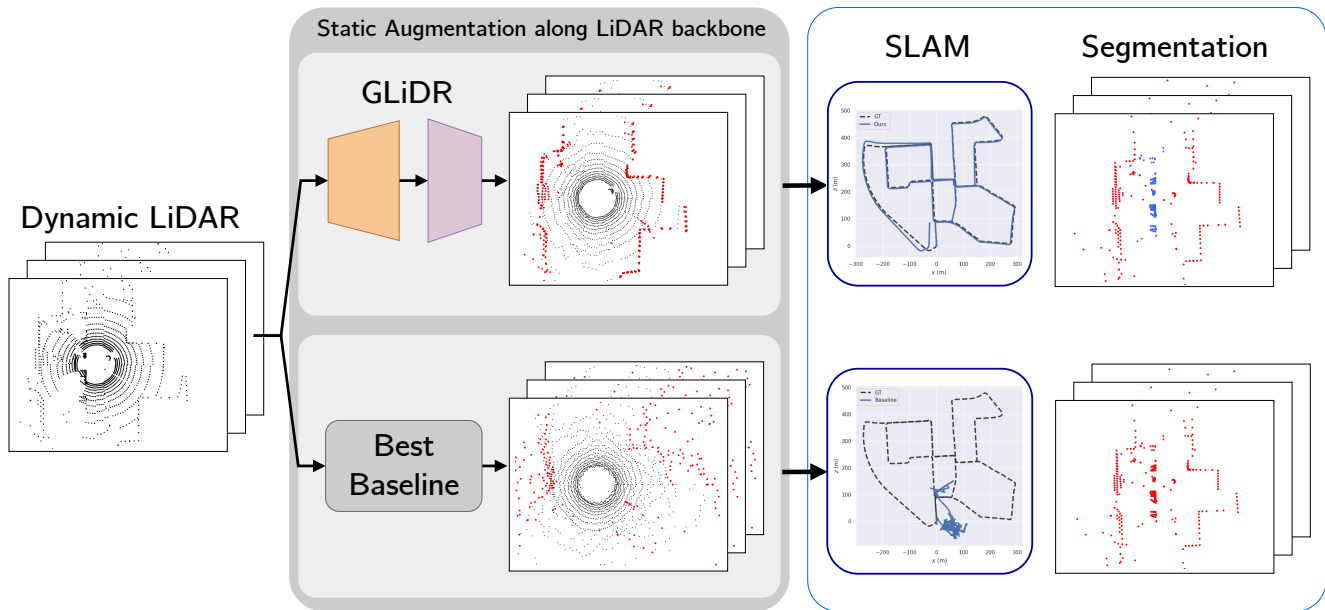 Static Augmentation along LiDAR backbone
GLiDR
Dynamic LiDAR
Best
Baseline
SLAM
Segmentation
GT
Ours
500
400
300
200
100
0
z (m)
−300
−200
−100
0
100
200
300
x (m)
GT
Baseline
500
400
300
200
100
0
z (m)
−300
−200
−100
0
100
200
300
x (m)